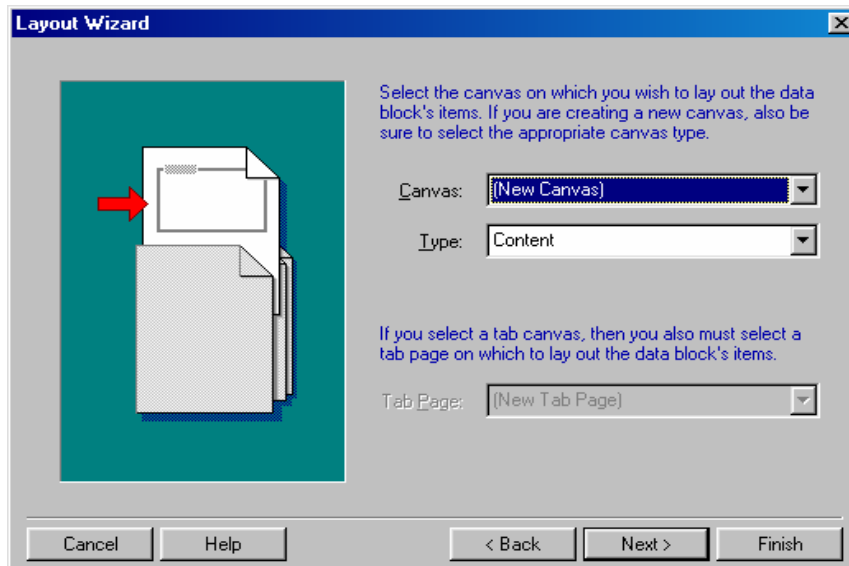 Layout Wizard
Select the canvas on which you wish to lay out the data
block's items. If you are creating a new canvas, also be
sure to select the appropriate canvas type.
Canvas: (New Canvas)
Type: Content
If you select a tab canvas, then you also must select a
tab page on which to lay out the data block's items.
Tab Page: (New Tab Page)
Cancel Help < Back Next > Finish